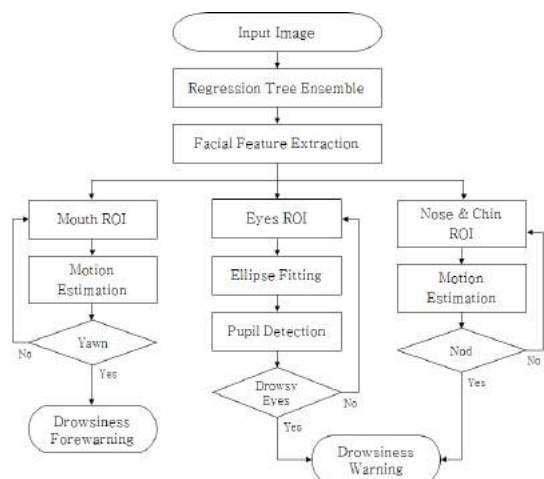 Input Image
Regression Tree Ensemble
Facial Feature Extraction
Mouth ROI
Motion
Estimation
Yawn
No
Yes
Drowsiness
Forewarning
Eyes ROI
Ellipse Fitting
Pupil Detection
Drowsy
Eyes
No
Yes
Nose & Chin
ROI
Motion
Estimation
Nod
No
Yes
Drowsiness
Warning